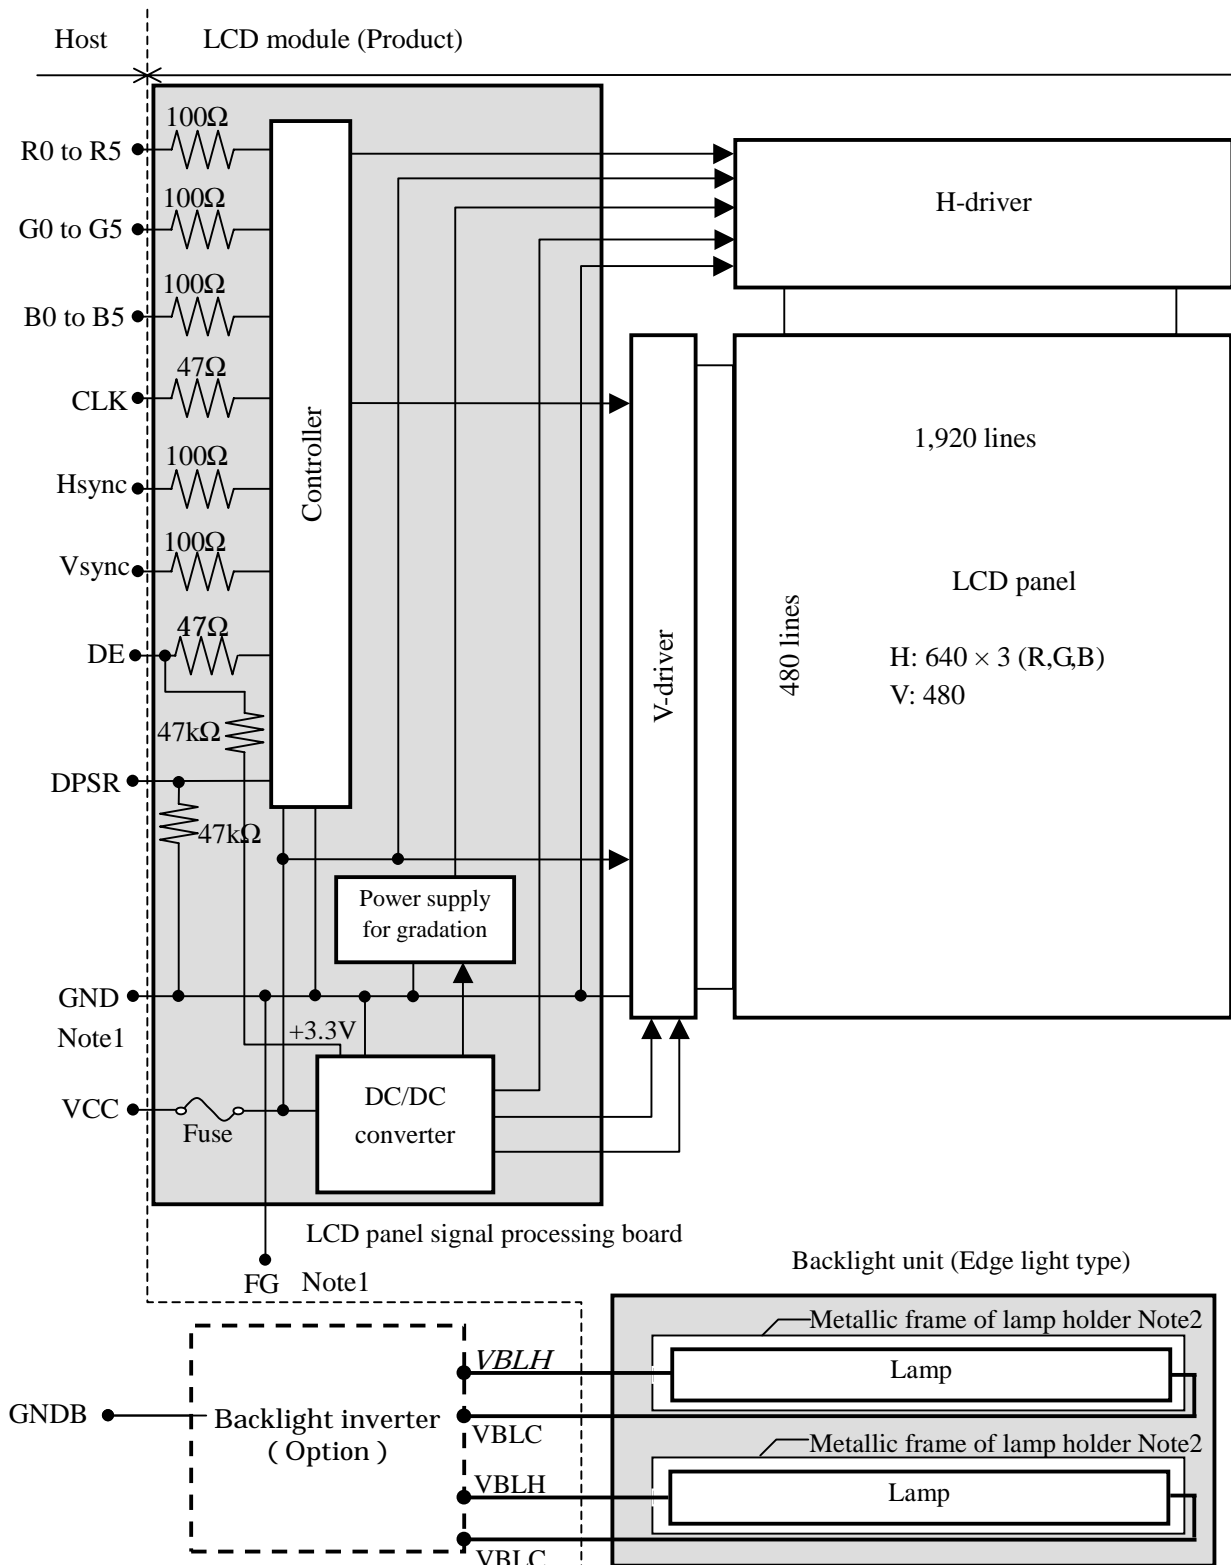 Host
LCD module (Product)
100Ω
R0 to R5
100Ω
G0 to G5
100Ω
B0 to B5
47Ω
CLK
100Ω
Hsync
100Ω
Vsync
47Ω
DE
47kΩ
DPSR
47kΩ
Controller
H-driver
V-driver
1,920 lines
480 lines
LCD panel
H: 640 × 3 (R,G,B)
V: 480
Power supply
for gradation
GND
Note1
+3.3V
VCC
Fuse
DC/DC
converter
LCD panel signal processing board
FG Note1
Backlight unit (Edge light type)
Metallic frame of lamp holder Note2
VBLH
Lamp
GNDB
Backlight inverter
( Option )
VBLC
Metallic frame of lamp holder Note2
VBLH
Lamp
VBLC